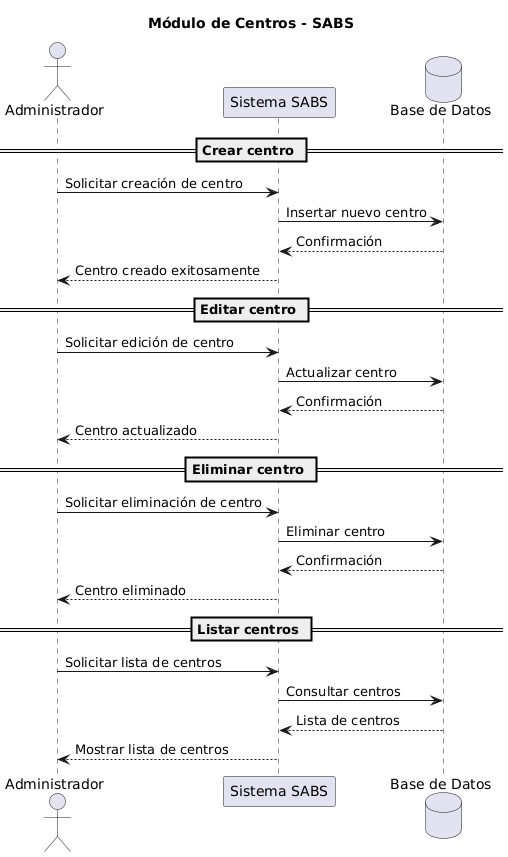 Módulo de Centros - SABS
Administrador
Sistema SABS
Base de Datos
Crear centro
Solicitar creación de centro
Insertar nuevo centro
Confirmación
Centro creado exitosamente
Editar centro
Solicitar edición de centro
Actualizar centro
Confirmación
Centro actualizado
Eliminar centro
Solicitar eliminación de centro
Eliminar centro
Confirmación
Centro eliminado
Listar centros
Solicitar lista de centros
Consultar centros
Lista de centros
Mostrar lista de centros
Administrador
Sistema SABS
Base de Datos